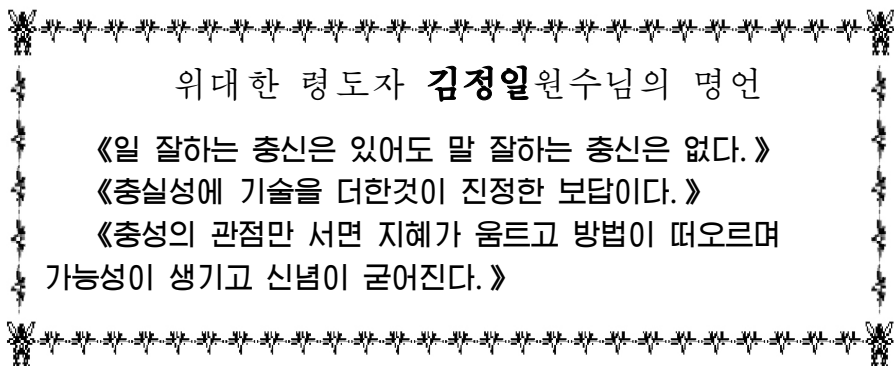 위대한 령도자 김정일원수님의 명언
《일 잘하는 충신은 있어도 말 잘하는 충신은 없다.》
《충실성에 기술을 더한것이 진정한 보답이다.》
《충성의 관점만 서면 지혜가 움트고 방법이 떠오르며
가능성이 생기고 신념이 굳어진다.》